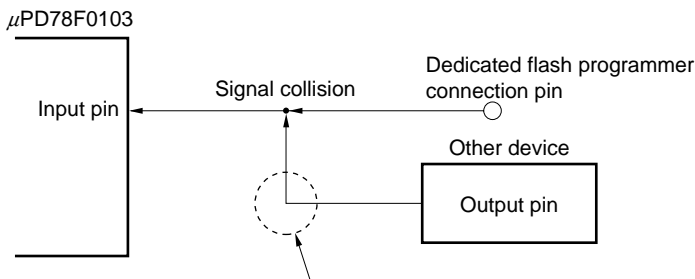 μPD78F0103
Input pin
Signal collision
Dedicated flash programmer
connection pin
Other device
Output pin